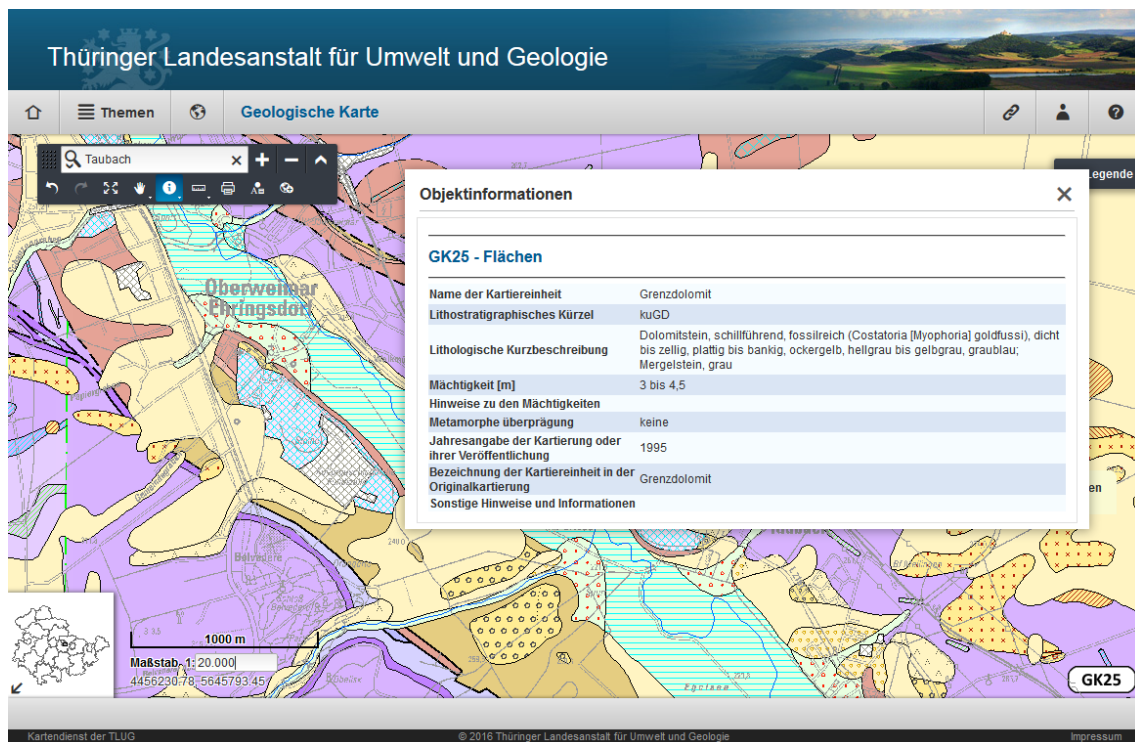 Thüringer Landesanstalt für Umwelt und Geologie
Themen
Geologische Karte
Taubach
Legende
Objektinformationen
GK25 - Flächen
Name der Kartiereinheit Grenzdolomit
Lithostratigraphisches Kürzel kuGD
Lithologische Kurzbeschreibung Dolomitstein, schillführend, fossilreich (Costatoria [Myophoria] goldfussi), dicht
bis zellig, plattig bis bankig, ockergelb, hellgrau bis gelbgrau, graublau;
Mergelstein, grau
Mächtigkeit [m] 3 bis 4,5
Hinweise zu den Mächtigkeiten
Metamorphe überprägung keine
Jahresangabe der Kartierung oder
ihrer Veröffentlichung 1995
Bezeichnung der Kartiereinheit in der
Originalkartierung Grenzdolomit
Sonstige Hinweise und Informationen
Oberweimar
Ehringsdorf
en
Belvedere
1000 m
Maßstab 1: 20.000
4456230.78 5645793.45
GK25
Kartendienst der TLUG
© 2016 Thüringer Landesanstalt für Umwelt und Geologie
Impressum